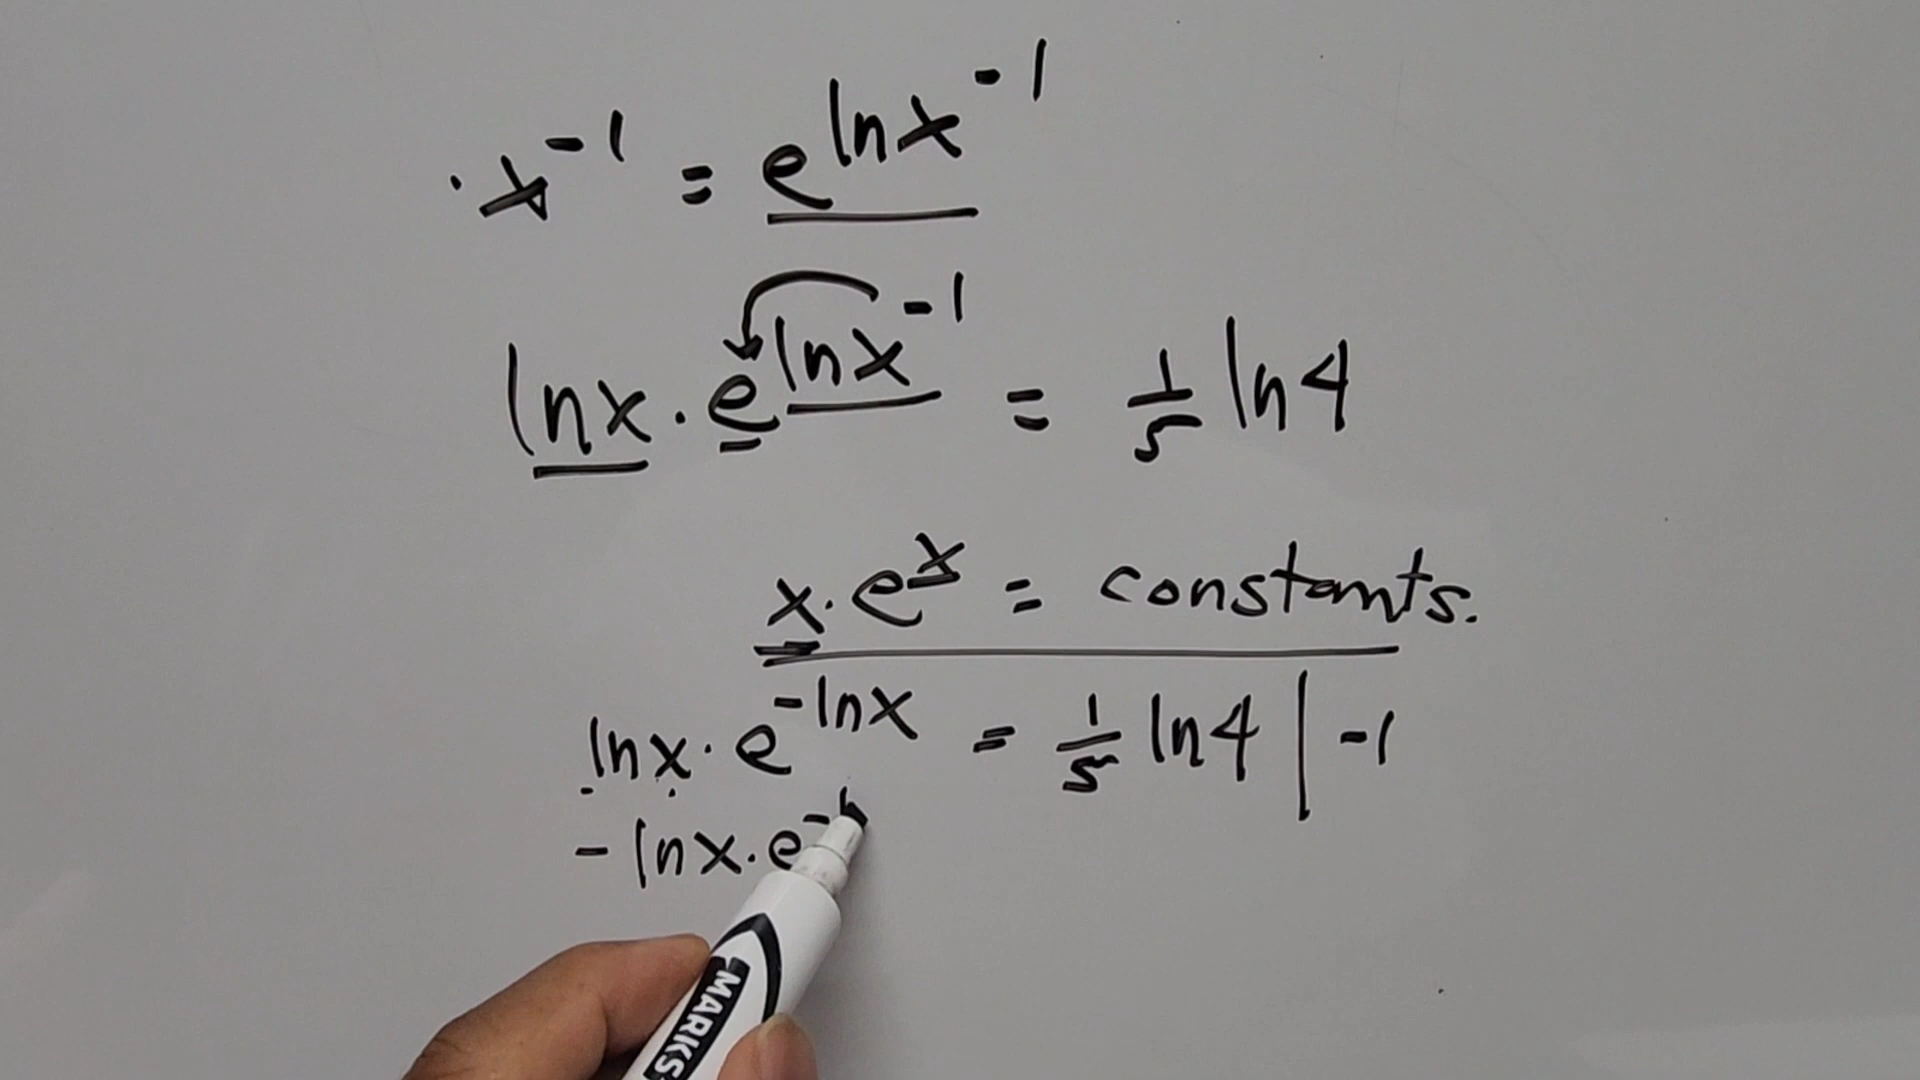 · x⁻¹ = e^(ln x⁻¹)
ln x · e^(ln x⁻¹) = 1/5 ln 4
x · e^x = constants.
ln x · e^(-ln x) = 1/5 ln 4 | -1
- ln x · e^-
MARKS